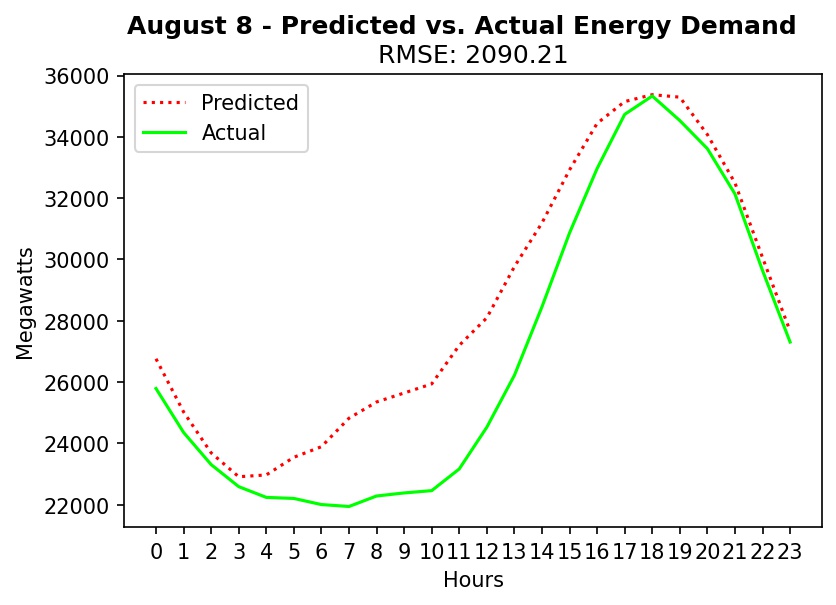 August 8 - Predicted vs. Actual Energy Demand
RMSE: 2090.21
36000
34000
32000
30000
28000
26000
24000
22000
Megawatts
Predicted
Actual
0 1 2 3 4 5 6 7 8 9 10 11 12 13 14 15 16 17 18 19 20 21 22 23
Hours